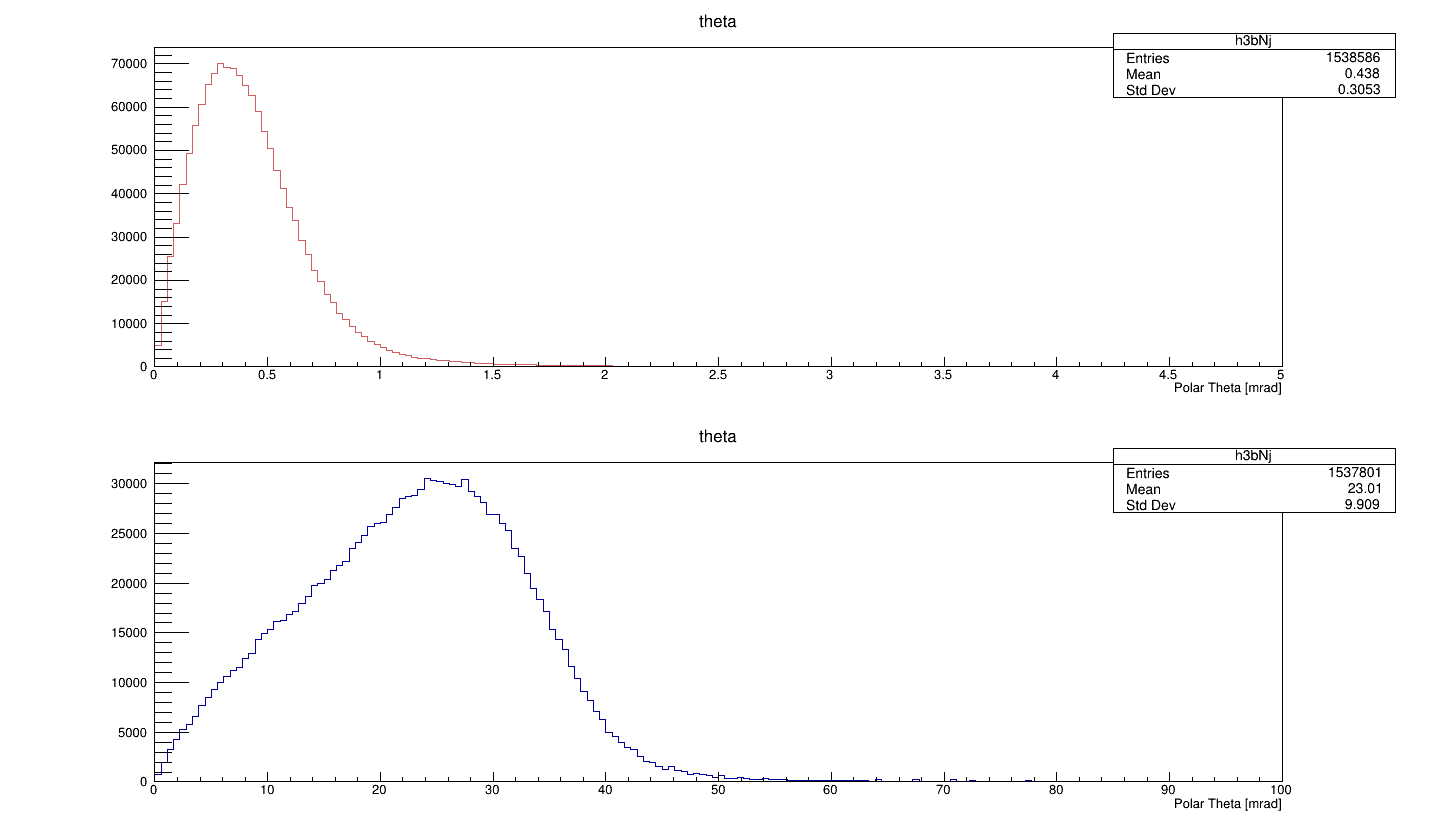 theta
h3bNj
Entries 1538586
Mean 0.438
Std Dev 0.3053
70000
60000
50000
40000
30000
20000
10000
0
0 0.5 1 1.5 2 2.5 3 3.5 4 4.5 5
Polar Theta [mrad]
theta
h3bNj
Entries 1537801
Mean 23.01
Std Dev 9.909
30000
25000
20000
15000
10000
5000
0
0 10 20 30 40 50 60 70 80 90 100
Polar Theta [mrad]